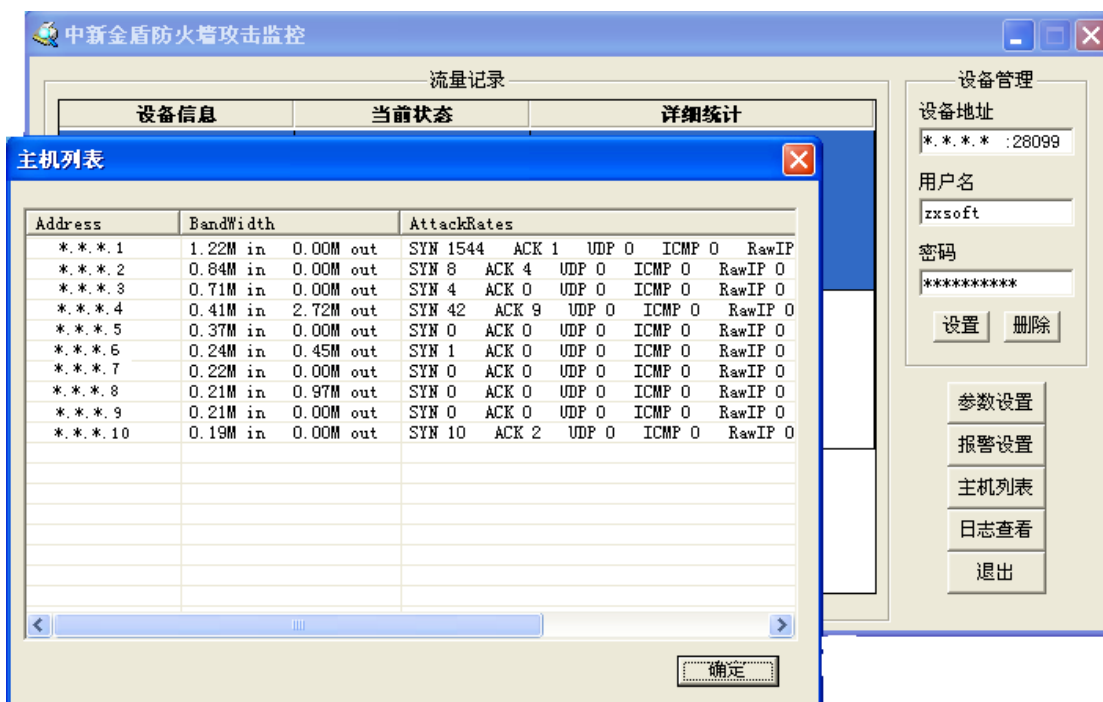 中新金盾防火墙攻击监控
流量记录
设备信息 当前状态 详细统计
设备管理
设备地址
*.*.*.* :28099
用户名
zxsoft
密码
**********
设置 删除
参数设置
报警设置
主机列表
日志查看
退出
主机列表
Address BandWidth AttackRates
*.*.*.1 1.22M in 0.00M out SYN 1544 ACK 1 UDP 0 ICMP 0 RawIP
*.*.*.2 0.84M in 0.00M out SYN 8 ACK 4 UDP 0 ICMP 0 RawIP 0
*.*.*.3 0.71M in 0.00M out SYN 4 ACK 0 UDP 0 ICMP 0 RawIP 0
*.*.*.4 0.41M in 2.72M out SYN 42 ACK 9 UDP 0 ICMP 0 RawIP 0
*.*.*.5 0.37M in 0.00M out SYN 0 ACK 0 UDP 0 ICMP 0 RawIP 0
*.*.*.6 0.24M in 0.45M out SYN 1 ACK 0 UDP 0 ICMP 0 RawIP 0
*.*.*.7 0.22M in 0.00M out SYN 0 ACK 0 UDP 0 ICMP 0 RawIP 0
*.*.*.8 0.21M in 0.97M out SYN 0 ACK 0 UDP 0 ICMP 0 RawIP 0
*.*.*.9 0.21M in 0.00M out SYN 0 ACK 0 UDP 0 ICMP 0 RawIP 0
*.*.*.10 0.19M in 0.00M out SYN 10 ACK 2 UDP 0 ICMP 0 RawIP 0
确定